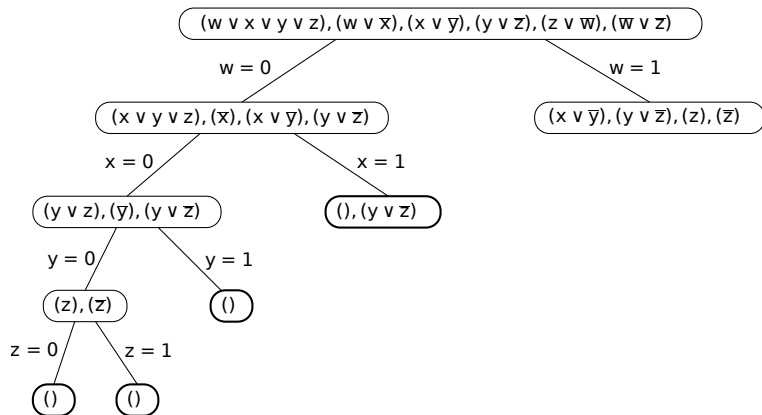 (w ∨ x ∨ y ∨ z), (w ∨ x̅), (x ∨ y̅), (y ∨ z̅), (z ∨ w̅), (w̅ ∨ z̅)
w = 0
w = 1
(x ∨ y ∨ z), (x̅), (x ∨ y̅), (y ∨ z̅)
(x ∨ y̅), (y ∨ z̅), (z), (z̅)
x = 0
x = 1
(y ∨ z), (y̅), (y ∨ z̅)
(), (y ∨ z̅)
y = 0
y = 1
(z), (z̅)
()
z = 0
z = 1
()
()